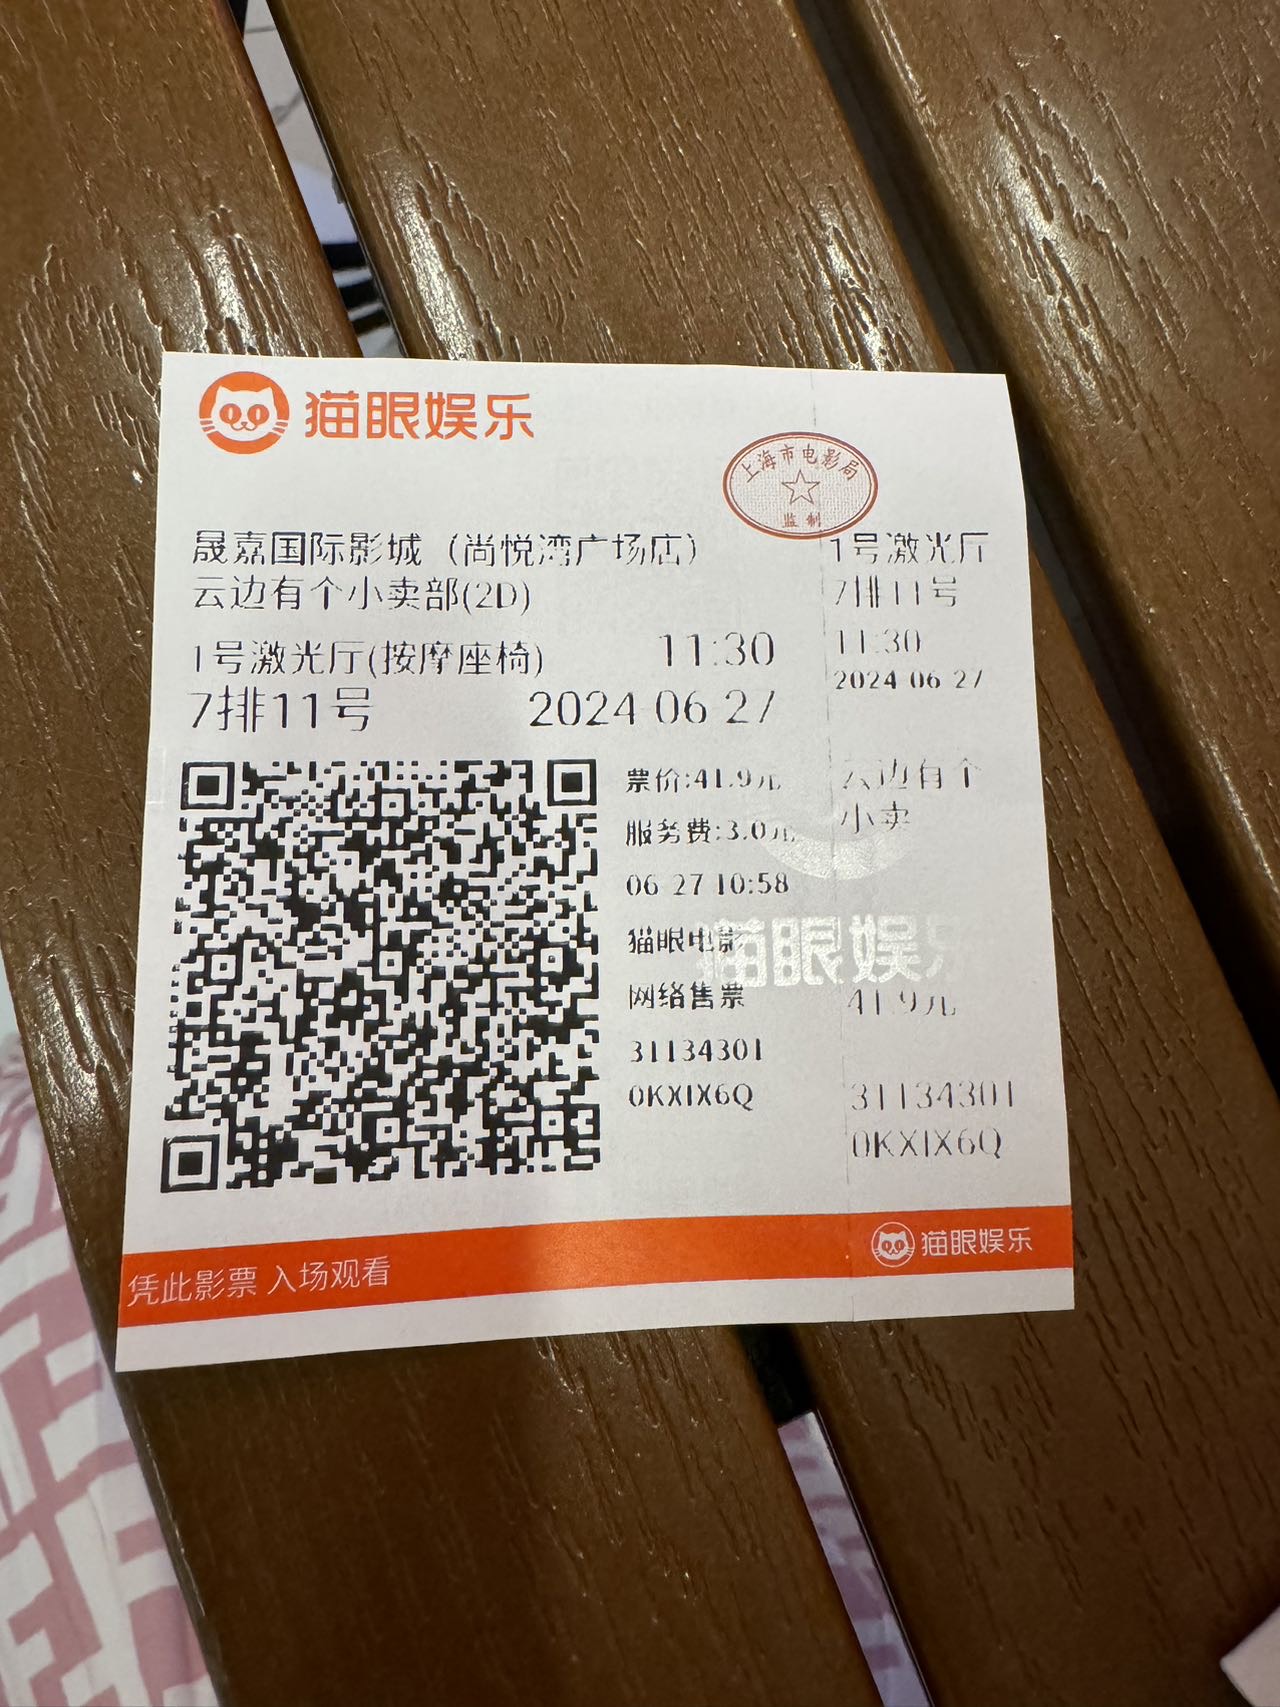 猫眼娱乐
上海市电影局
监制
晟嘉国际影城（尚悦湾广场店）
云边有个小卖部(2D)
1号激光厅(按摩座椅) 11:30
7排11号 2024-06-27
票价:41.9元
服务费:3.0元
06-27 10:58
猫眼电影
网络售票
31134301
0KXIX6Q
1号激光厅
7排11号
11:30
2024-06-27
云边有个
小卖
猫眼娱乐
41.9元
31134301
0KXIX6Q
凭此影票 入场观看
猫眼娱乐